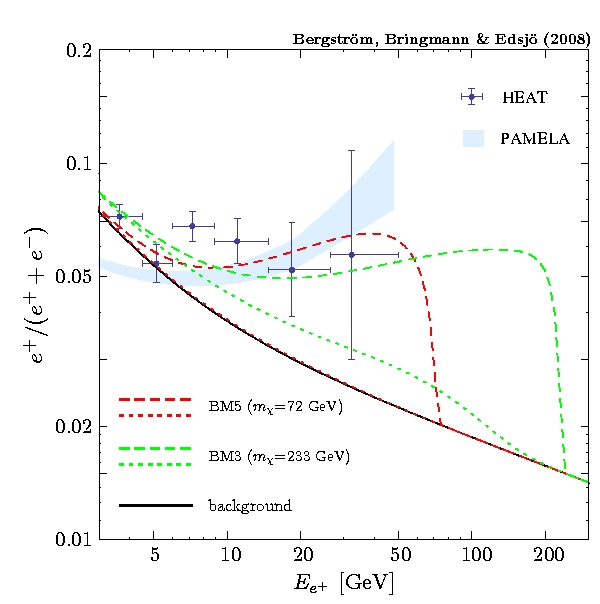 Bergström, Bringmann & Edsjö (2008)
0.2
HEAT
PAMELA
0.1
0.05
e⁺/(e⁺ + e⁻)
0.02
0.01
BM5 (mᵪ=72 GeV)
BM3 (mᵪ=233 GeV)
background
5 10 20 50 100 200
Eₑ₊ [GeV]